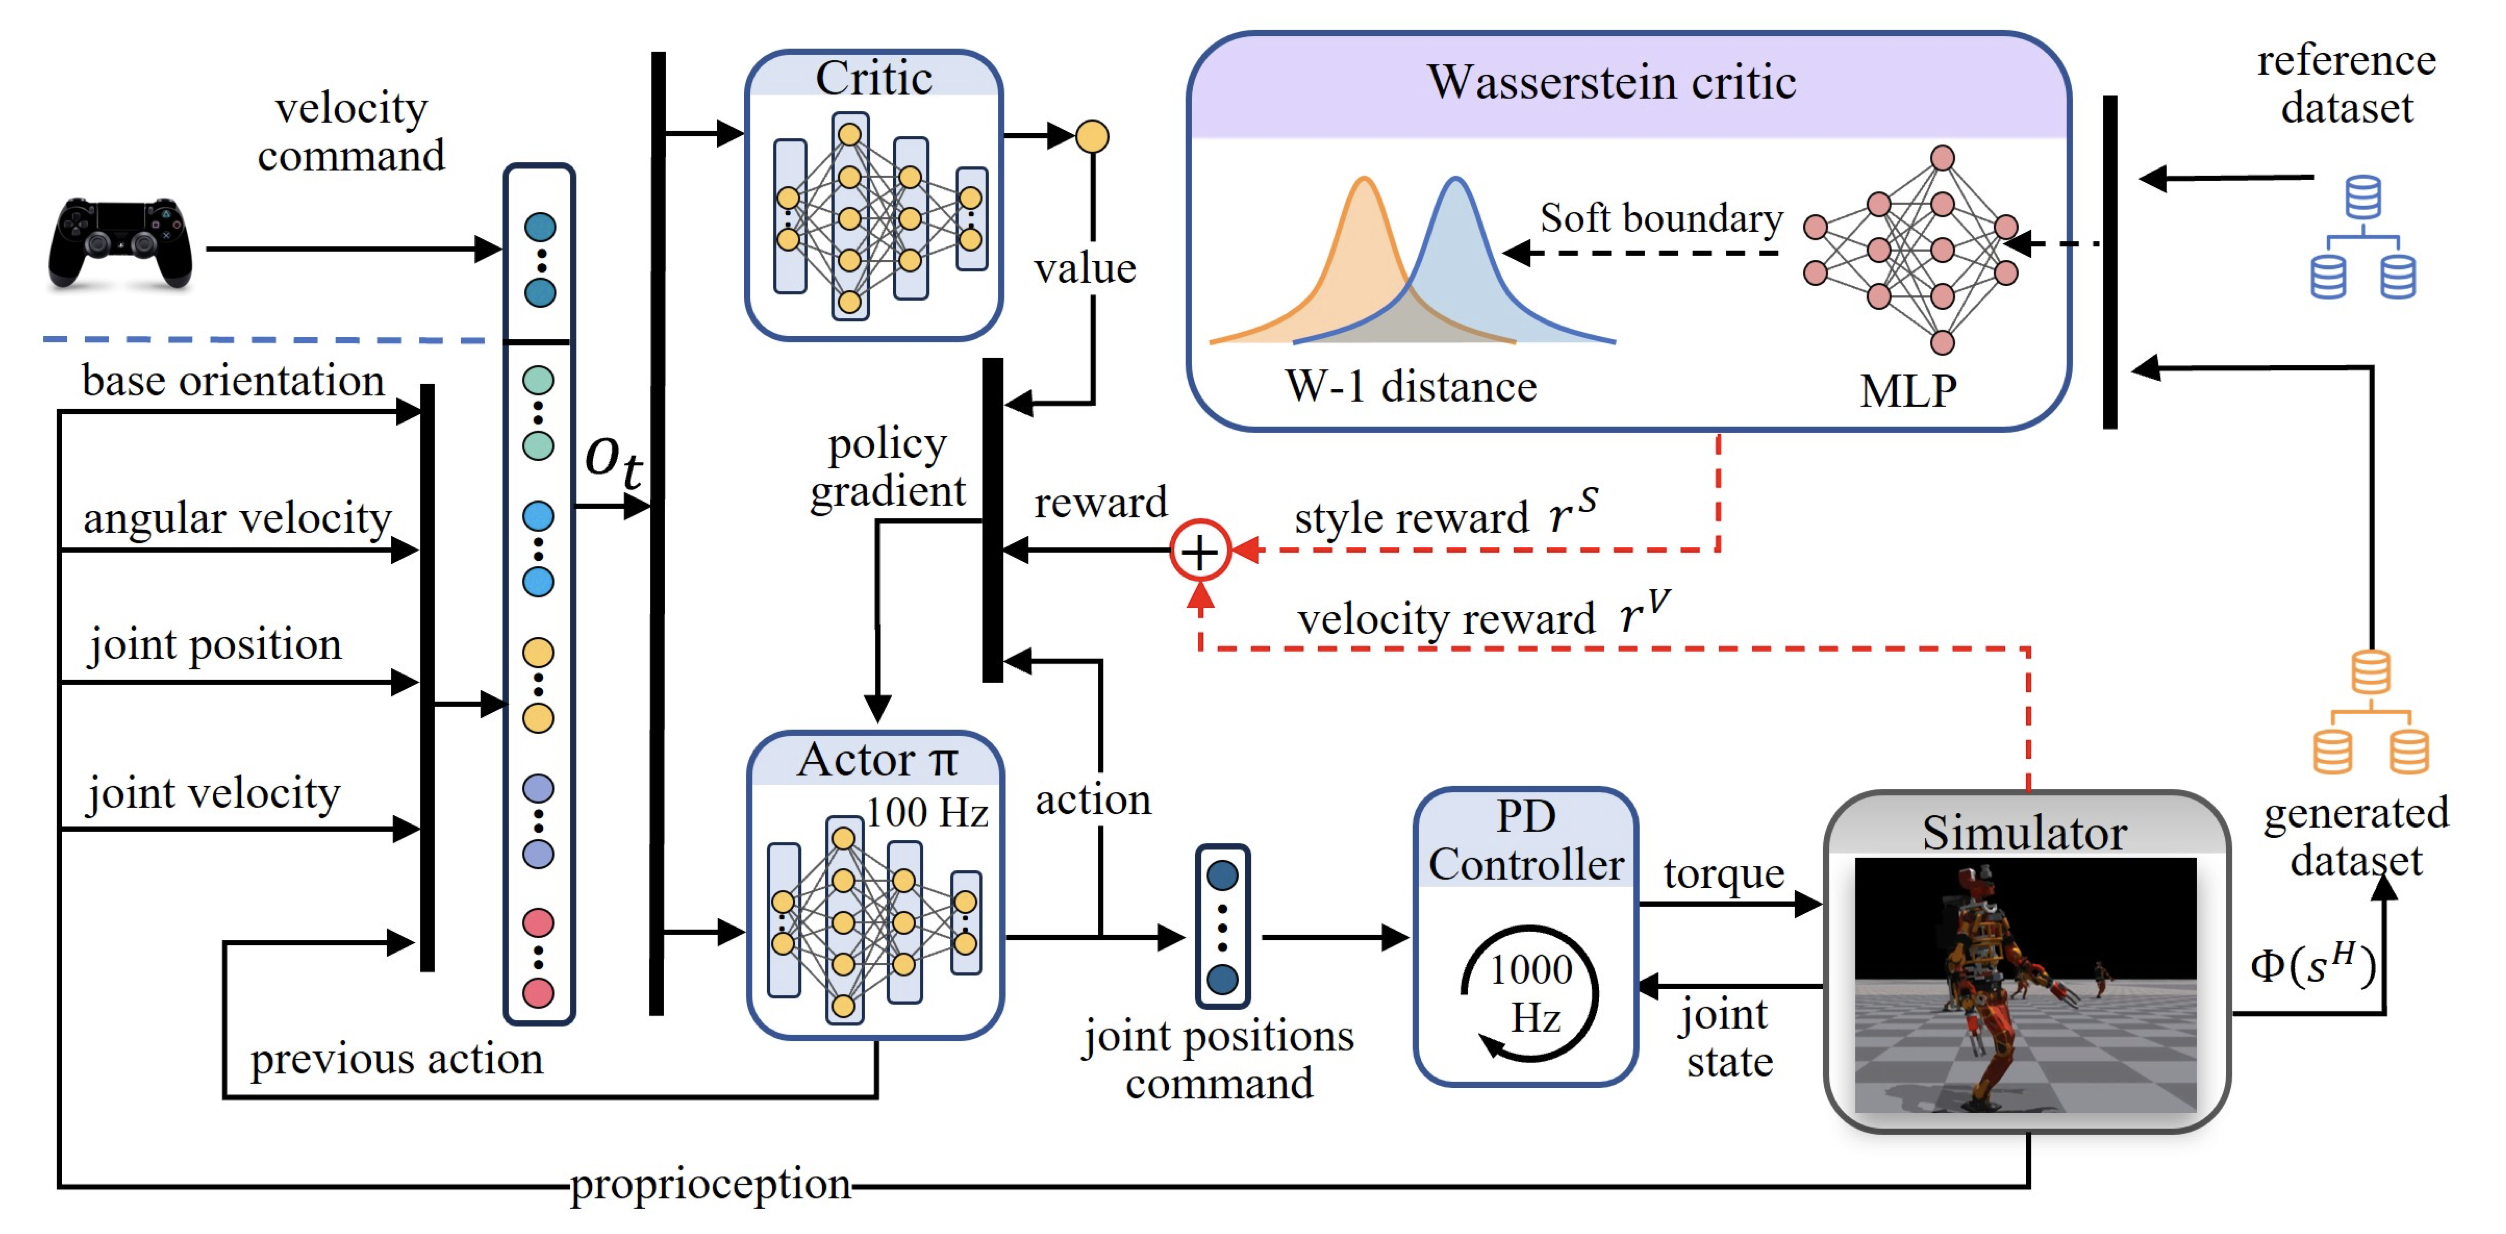 velocity
command
base orientation
angular velocity
joint position
joint velocity
previous action
proprioception
o_t
Critic
value
policy
gradient
reward
Actor π
100 Hz
action
joint positions
command
Wasserstein critic
Soft boundary
W-1 distance
MLP
style reward r^S
velocity reward r^V
PD
Controller
1000
Hz
torque
joint
state
Simulator
reference
dataset
generated
dataset
Φ(s^H)